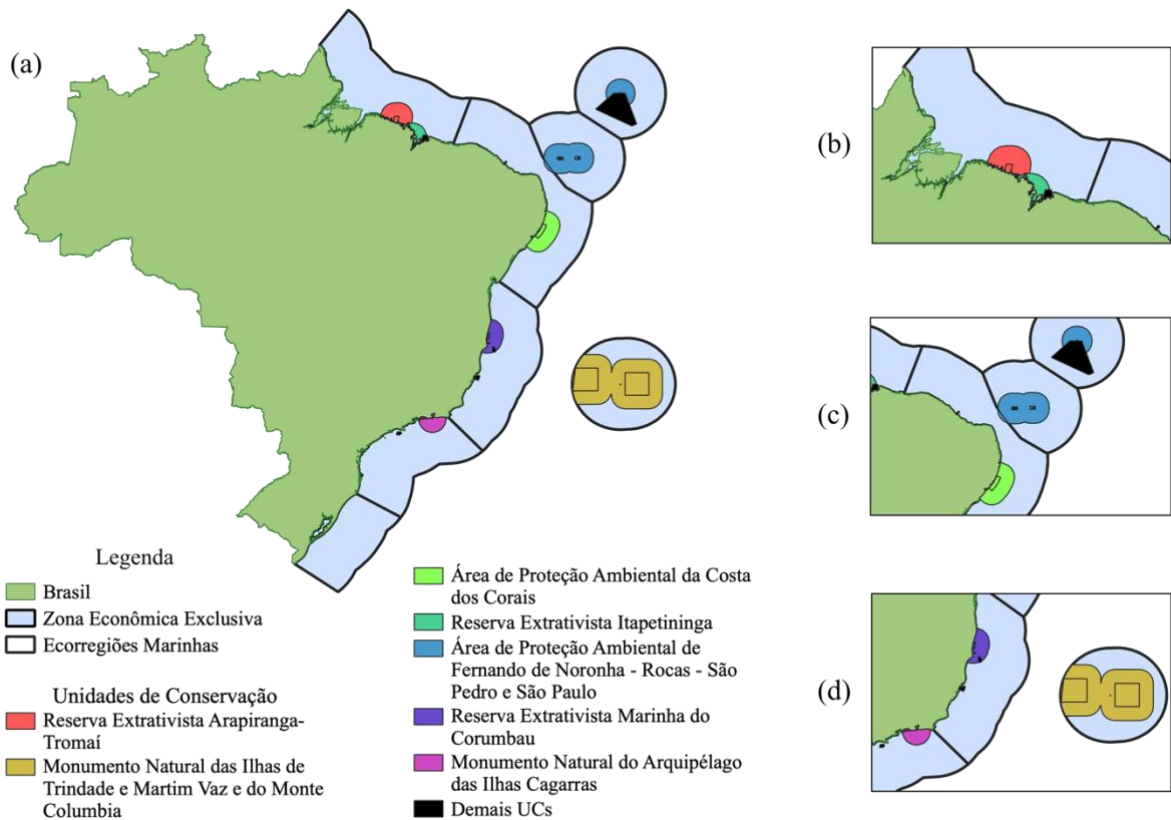 (a)
(b)
(c)
(d)
Legenda
Brasil
Zona Econômica Exclusiva
Ecorregiões Marinhas
Unidades de Conservação
Reserva Extrativista Arapiranga-
Tromaí
Monumento Natural das Ilhas de
Trindade e Martim Vaz e do Monte
Columbia
Área de Proteção Ambiental da Costa
dos Corais
Reserva Extrativista Itapetininga
Área de Proteção Ambiental de
Fernando de Noronha - Rocas - São
Pedro e São Paulo
Reserva Extrativista Marinha do
Corumbau
Monumento Natural do Arquipélago
das Ilhas Cagarras
Demais UCs